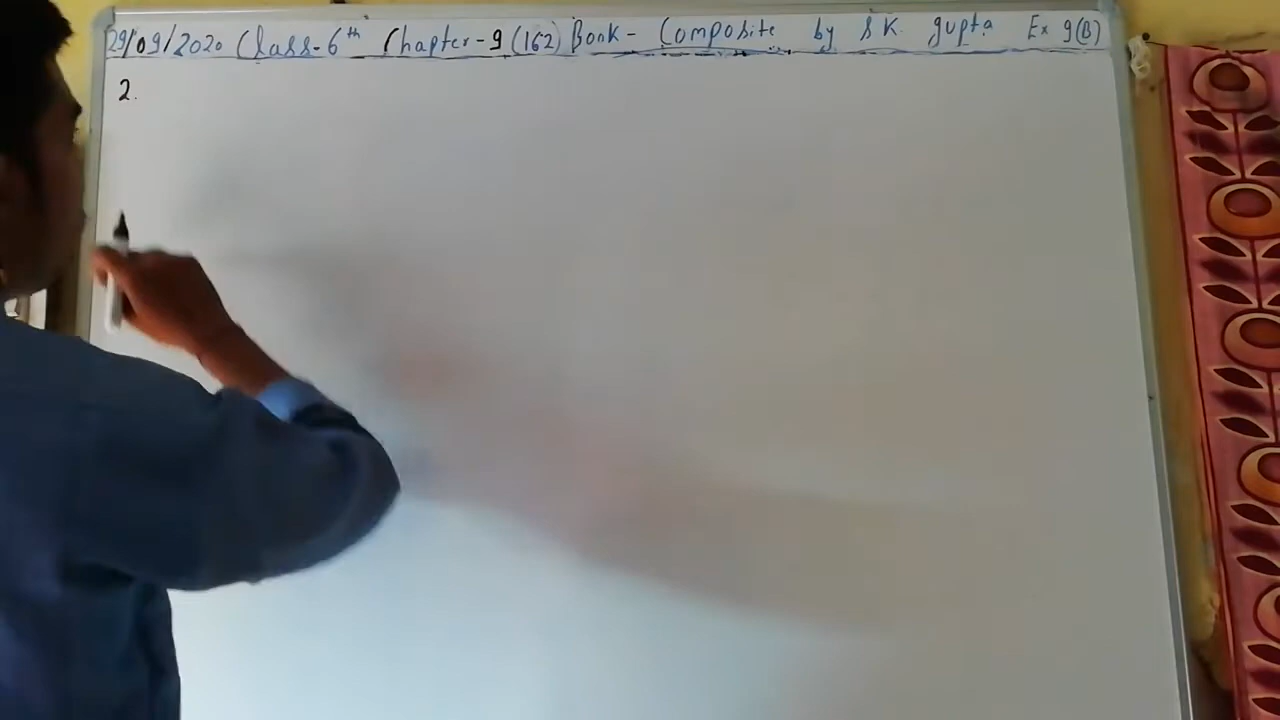 29/09/2020 Class-6th Chapter-9 (162) Book- Composite by S K. gupta Ex 9(B)
2.